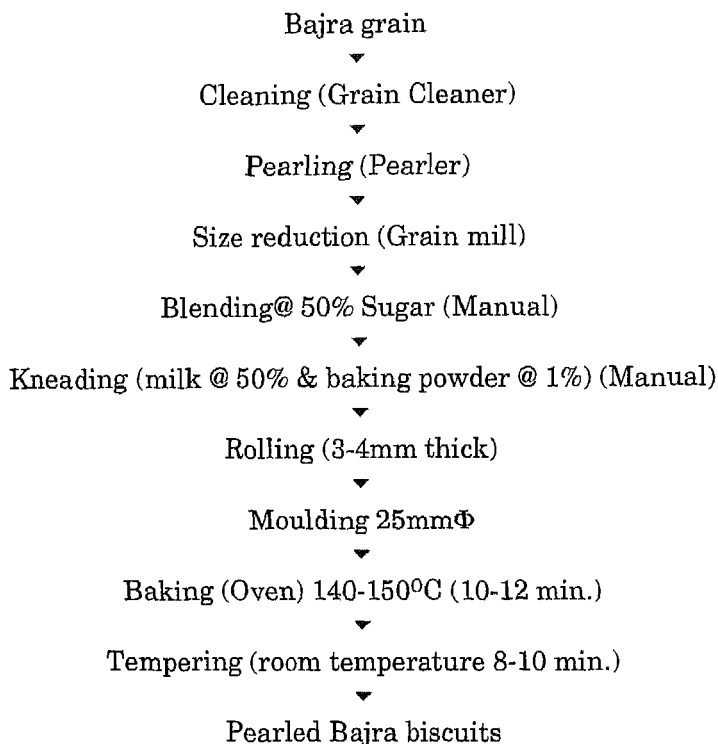 Bajra grain
Cleaning (Grain Cleaner)
Pearling (Pearler)
Size reduction (Grain mill)
Blending@ 50% Sugar (Manual)
Kneading (milk @ 50% & baking powder @ 1%) (Manual)
Rolling (3-4mm thick)
Moulding 25mmΦ
Baking (Oven) 140-150⁰C (10-12 min.)
Tempering (room temperature 8-10 min.)
Pearled Bajra biscuits